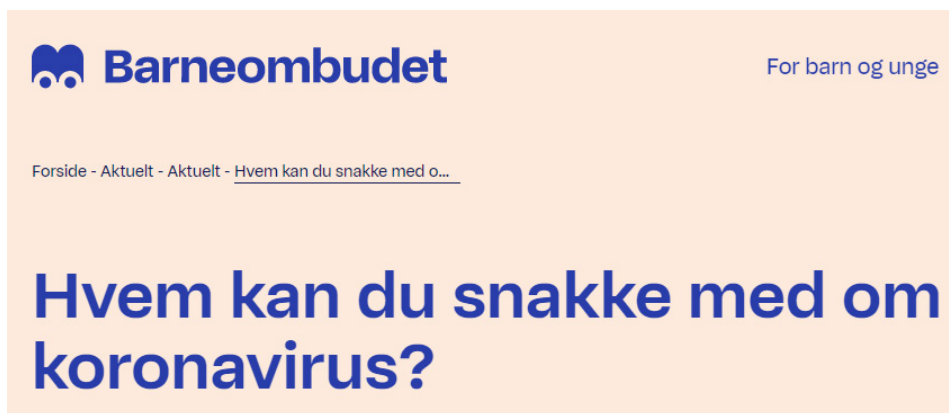 Barneombudet
For barn og unge
Forside - Aktuelt - Aktuelt - Hvem kan du snakke med o...
Hvem kan du snakke med om
koronavirus?